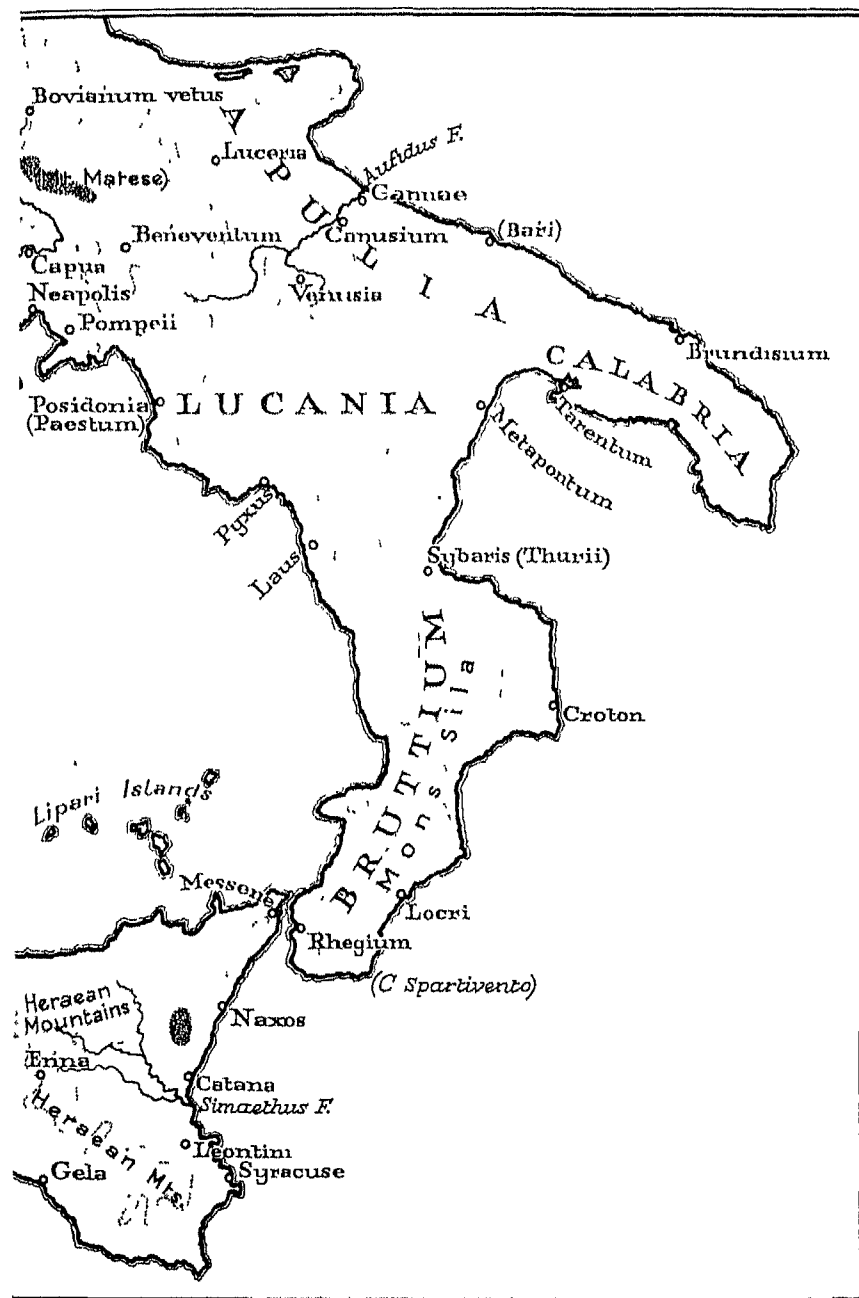 Bovianum vetus
APULIA
Luceria
Aufidus F.
(Mt. Matese)
Cannae
Beneventum
Canusium
(Bari)
Capua
Venusia
Neapolis
Pompeii
Brundisium
CALABRIA
Posidonia
(Paestum)
LUCANIA
Tarentum
Metapontum
Pyxus
Laus
Sybaris (Thurii)
BRUTTIUM
Mons Sila
Croton
Lipari Islands
Messene
Locri
Rhegium
(C Spartivento)
Heraean
Mountains
Naxos
Enna
Catana
Simaethus F.
Heraean Mts.
Leontini
Gela
Syracuse